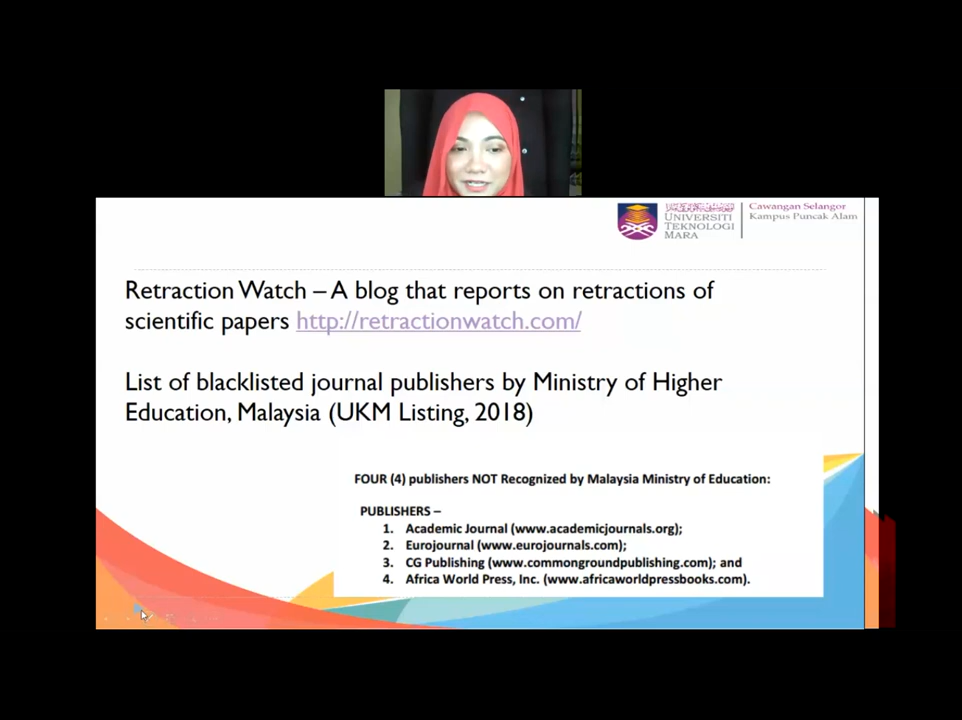 Cawangan Selangor
Kampus Puncak Alam
UNIVERSITI
TEKNOLOGI
MARA
Retraction Watch – A blog that reports on retractions of
scientific papers http://retractionwatch.com/
List of blacklisted journal publishers by Ministry of Higher
Education, Malaysia (UKM Listing, 2018)
FOUR (4) publishers NOT Recognized by Malaysia Ministry of Education:
PUBLISHERS –
1. Academic Journal (www.academicjournals.org);
2. Eurojournal (www.eurojournals.com);
3. CG Publishing (www.commongroundpublishing.com); and
4. Africa World Press, Inc. (www.africaworldpressbooks.com).